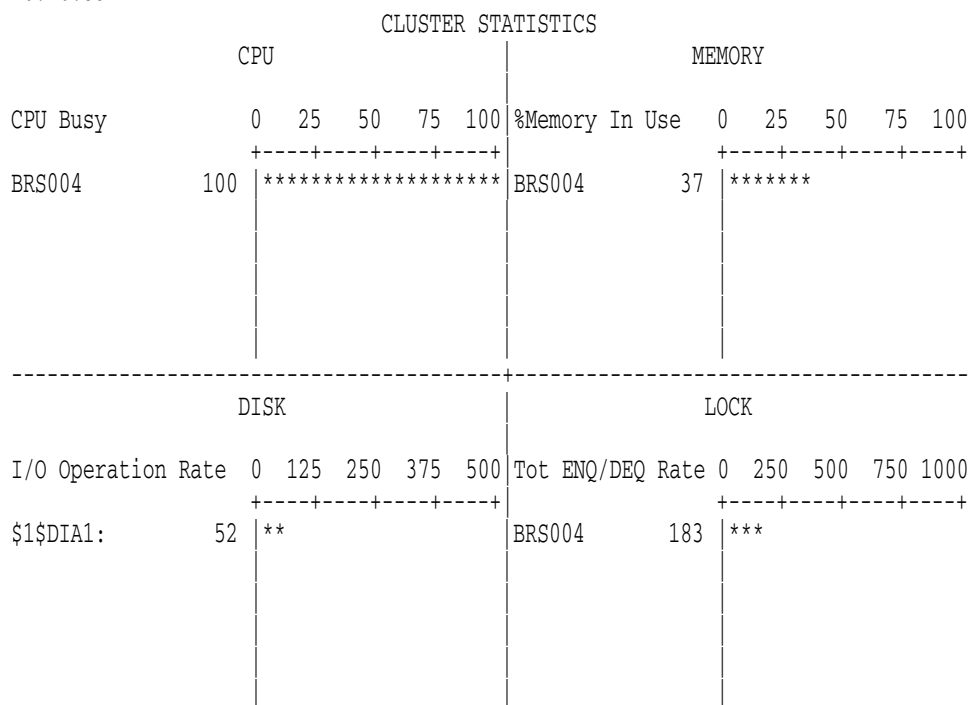 CLUSTER STATISTICS
CPU | MEMORY
|
CPU Busy 0 25 50 75 100|%Memory In Use 0 25 50 75 100
+----+----+----+----+| +----+----+----+----+
BRS004 100 |********************|BRS004 37 |*******
| | |
| | |
| | |
| | |
| | |
| | |
-----------------------------------------+--------------------------------------
DISK | LOCK
|
I/O Operation Rate 0 125 250 375 500|Tot ENQ/DEQ Rate 0 250 500 750 1000
+----+----+----+----+| +----+----+----+----+
$1$DIA1: 52 |** |BRS004 183 |***
| | |
| | |
| | |
| | |
| | |